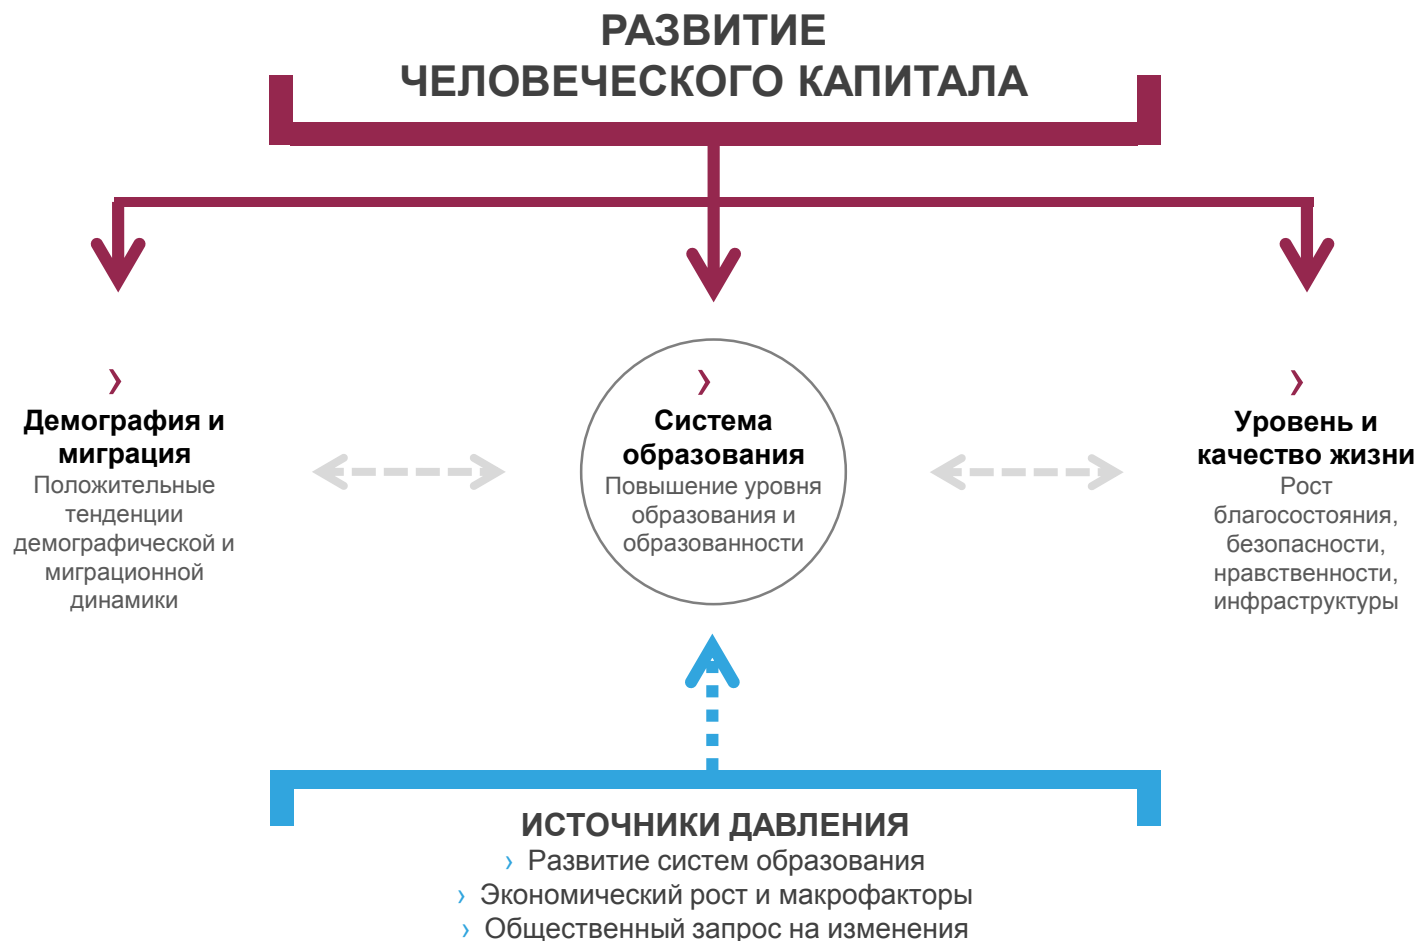 РАЗВИТИЕ
ЧЕЛОВЕЧЕСКОГО КАПИТАЛА
› Демография и
миграция
Положительные
тенденции
демографической и
миграционной
динамики
› Система
образования
Повышение уровня
образования и
образованности
› Уровень и
качество жизни
Рост
благосостояния,
безопасности,
нравственности,
инфраструктуры
ИСТОЧНИКИ ДАВЛЕНИЯ
› Развитие систем образования
› Экономический рост и макрофакторы
› Общественный запрос на изменения